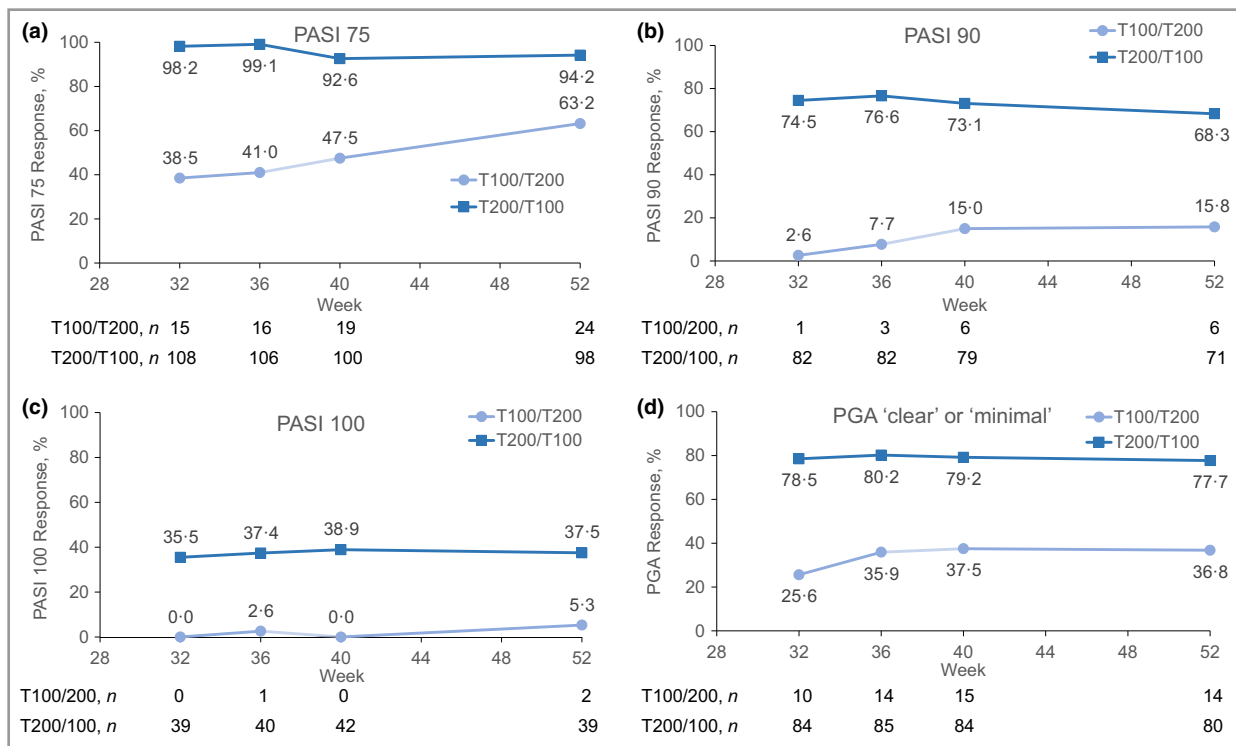 (a) PASI 75
PASI 75 Response, %
100
80
60
40
20
0
98·2 99·1 92·6 94·2
38·5 41·0 47·5 63·2
T100/T200
T200/T100
28 32 36 40 44 48 52
Week
T100/T200, n 15 16 19 24
T200/T100, n 108 106 100 98
(b) PASI 90
T100/T200
T200/T100
PASI 90 Response, %
100
80
60
40
20
0
74·5 76·6 73·1 68·3
2·6 7·7 15·0 15·8
28 32 36 40 44 48 52
Week
T100/200, n 1 3 6 6
T200/100, n 82 82 79 71
(c) PASI 100
T100/T200
T200/T100
PASI 100 Response, %
100
80
60
40
20
0
35·5 37·4 38·9 37·5
0·0 2·6 0·0 5·3
28 32 36 40 44 48 52
Week
T100/200, n 0 1 0 2
T200/100, n 39 40 42 39
(d) PGA ‘clear’ or ‘minimal’
T100/T200
T200/T100
PGA Response, %
100
80
60
40
20
0
78·5 80·2 79·2 77·7
25·6 35·9 37·5 36·8
28 32 36 40 44 48 52
Week
T100/200, n 10 14 15 14
T200/100, n 84 85 84 80